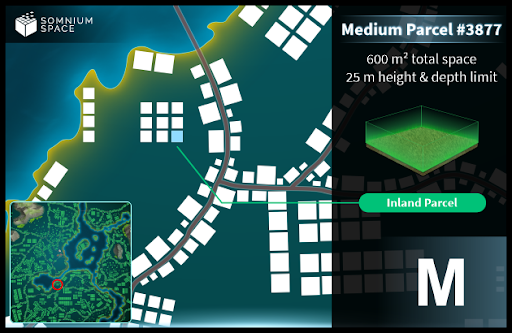 SOMNIUM
SPACE
Medium Parcel #3877
600 m² total space
25 m height & depth limit
Inland Parcel
M